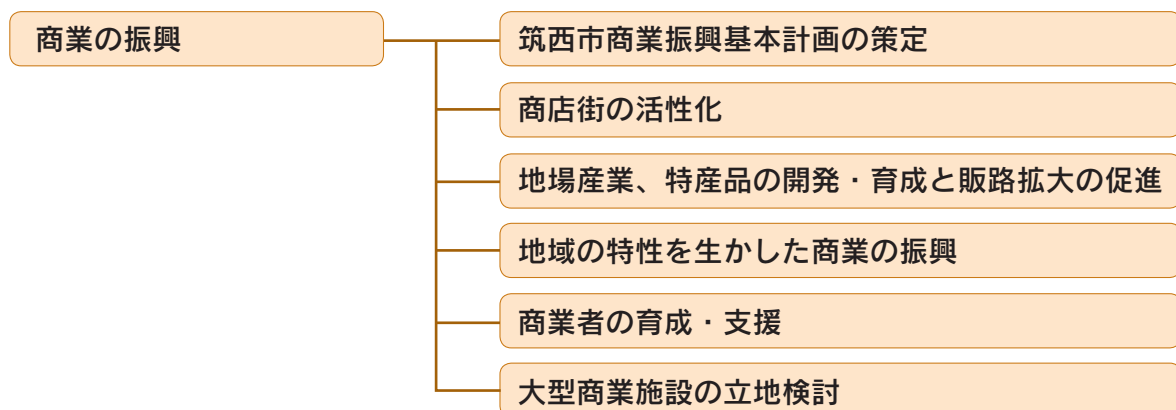 商業の振興
筑西市商業振興基本計画の策定
商店街の活性化
地場産業、特産品の開発・育成と販路拡大の促進
地域の特性を生かした商業の振興
商業者の育成・支援
大型商業施設の立地検討